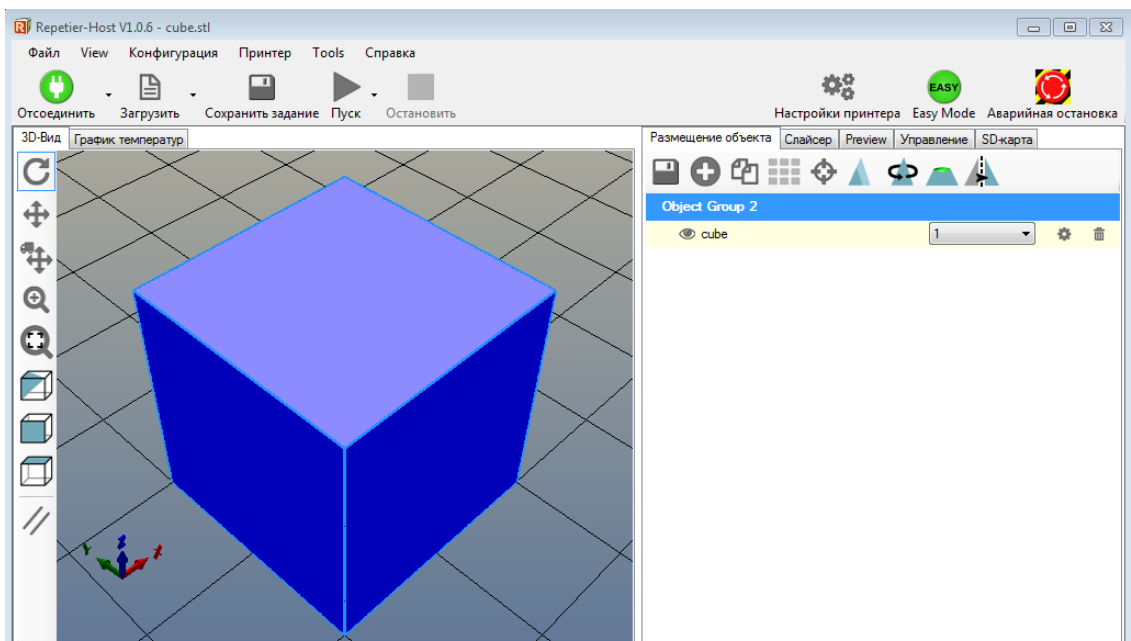 Repetier-Host V1.0.6 - cube.stl
Файл View Конфигурация Принтер Tools Справка
EASY
Отсоединить Загрузить Сохранить задание Пуск Остановить Настройки принтера Easy Mode Аварийная остановка
3D-Вид График температур
Размещение объекта Слайсер Preview Управление SD-карта
Object Group 2
cube 1
Y Z X